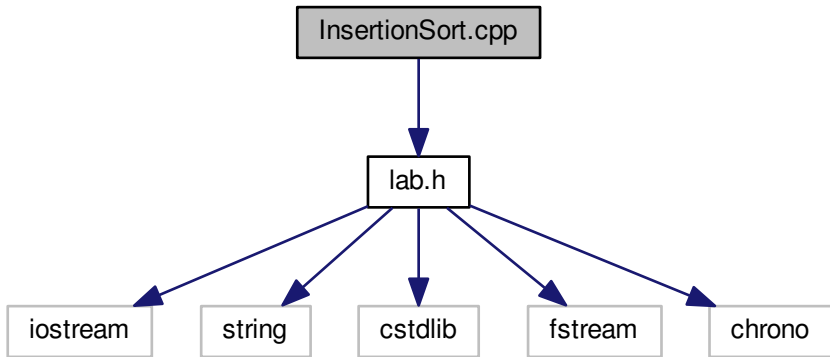 InsertionSort.cpp
lab.h
iostream
string
cstdlib
fstream
chrono